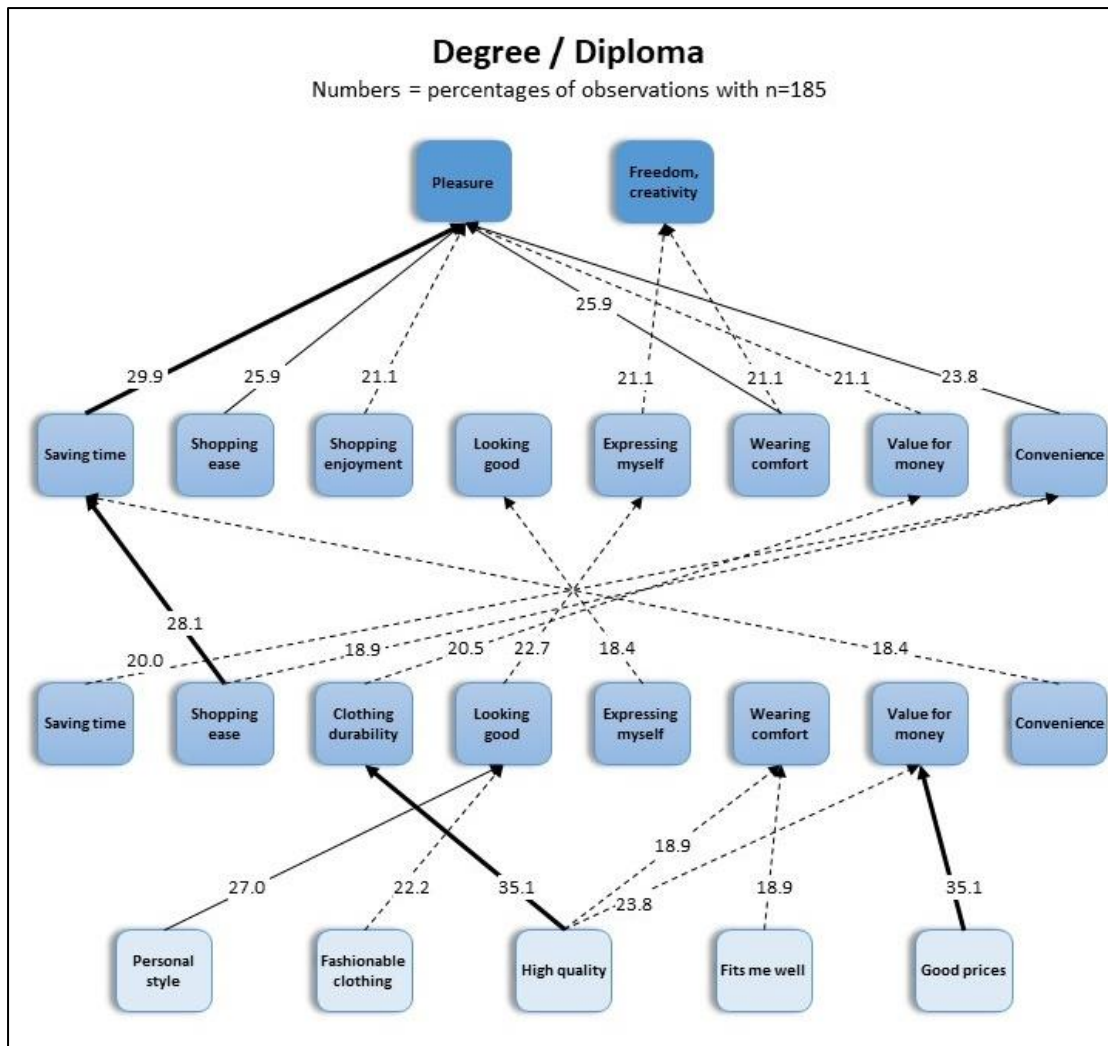 Degree / Diploma
Numbers = percentages of observations with n=185
Pleasure
Freedom,
creativity
25.9
29.9
25.9
21.1
21.1
21.1
21.1
23.8
Saving time
Shopping
ease
Shopping
enjoyment
Looking
good
Expressing
myself
Wearing
comfort
Value for
money
Convenience
28.1
20.0
18.9
20.5
22.7
18.4
18.4
Saving time
Shopping
ease
Clothing
durability
Looking
good
Expressing
myself
Wearing
comfort
Value for
money
Convenience
18.9
27.0
22.2
35.1
23.8
18.9
35.1
Personal
style
Fashionable
clothing
High quality
Fits me well
Good prices